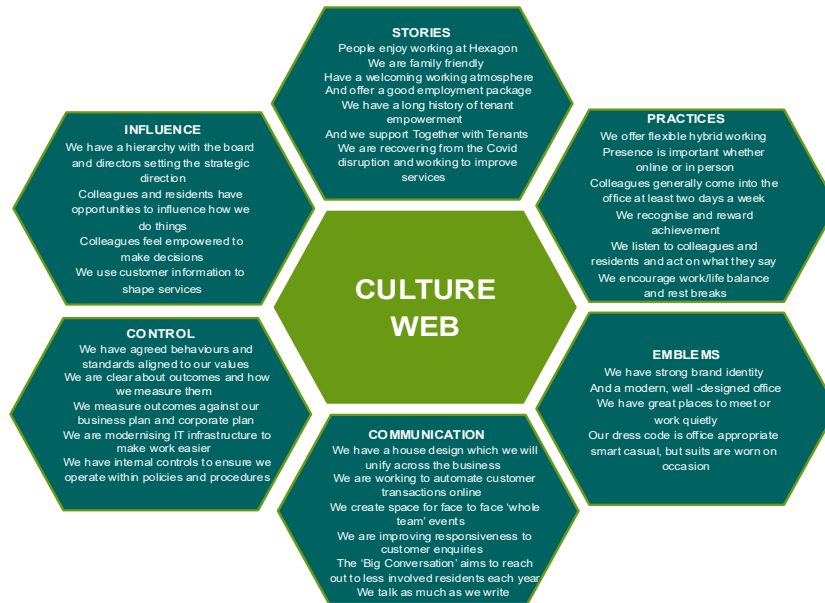 STORIES
People enjoy working at Hexagon
We are family friendly
Have a welcoming working atmosphere
And offer a good employment package
We have a long history of tenant
empowerment
And we support Together with Tenants
We are recovering from the Covid
disruption and working to improve
services
INFLUENCE
We have a hierarchy with the board
and directors setting the strategic
direction
Colleagues and residents have
opportunities to influence how we
do things
Colleagues feel empowered to
make decisions
We use customer information to
shape services
PRACTICES
We offer flexible hybrid working
Presence is important whether
online or in person
Colleagues generally come into the
office at least two days a week
We recognise and reward
achievement
We listen to colleagues and
residents and act on what they say
We encourage work/life balance
and rest breaks
CULTURE
WEB
CONTROL
We have agreed behaviours and
standards aligned to our values
We are clear about outcomes and how
we measure them
We measure outcomes against our
business plan and corporate plan
We are modernising IT infrastructure to
make work easier
We have internal controls to ensure we
operate within policies and procedures
EMBLEMS
We have strong brand identity
And a modern, well -designed office
We have great places to meet or
work quietly
Our dress code is office appropriate
smart casual, but suits are worn on
occasion
COMMUNICATION
We have a house design which we will
unify across the business
We are working to automate customer
transactions online
We create space for face to face ‘whole
team’ events
We are improving responsiveness to
customer enquiries
The ‘Big Conversation’ aims to reach
out to less involved residents each year
We talk as much as we write